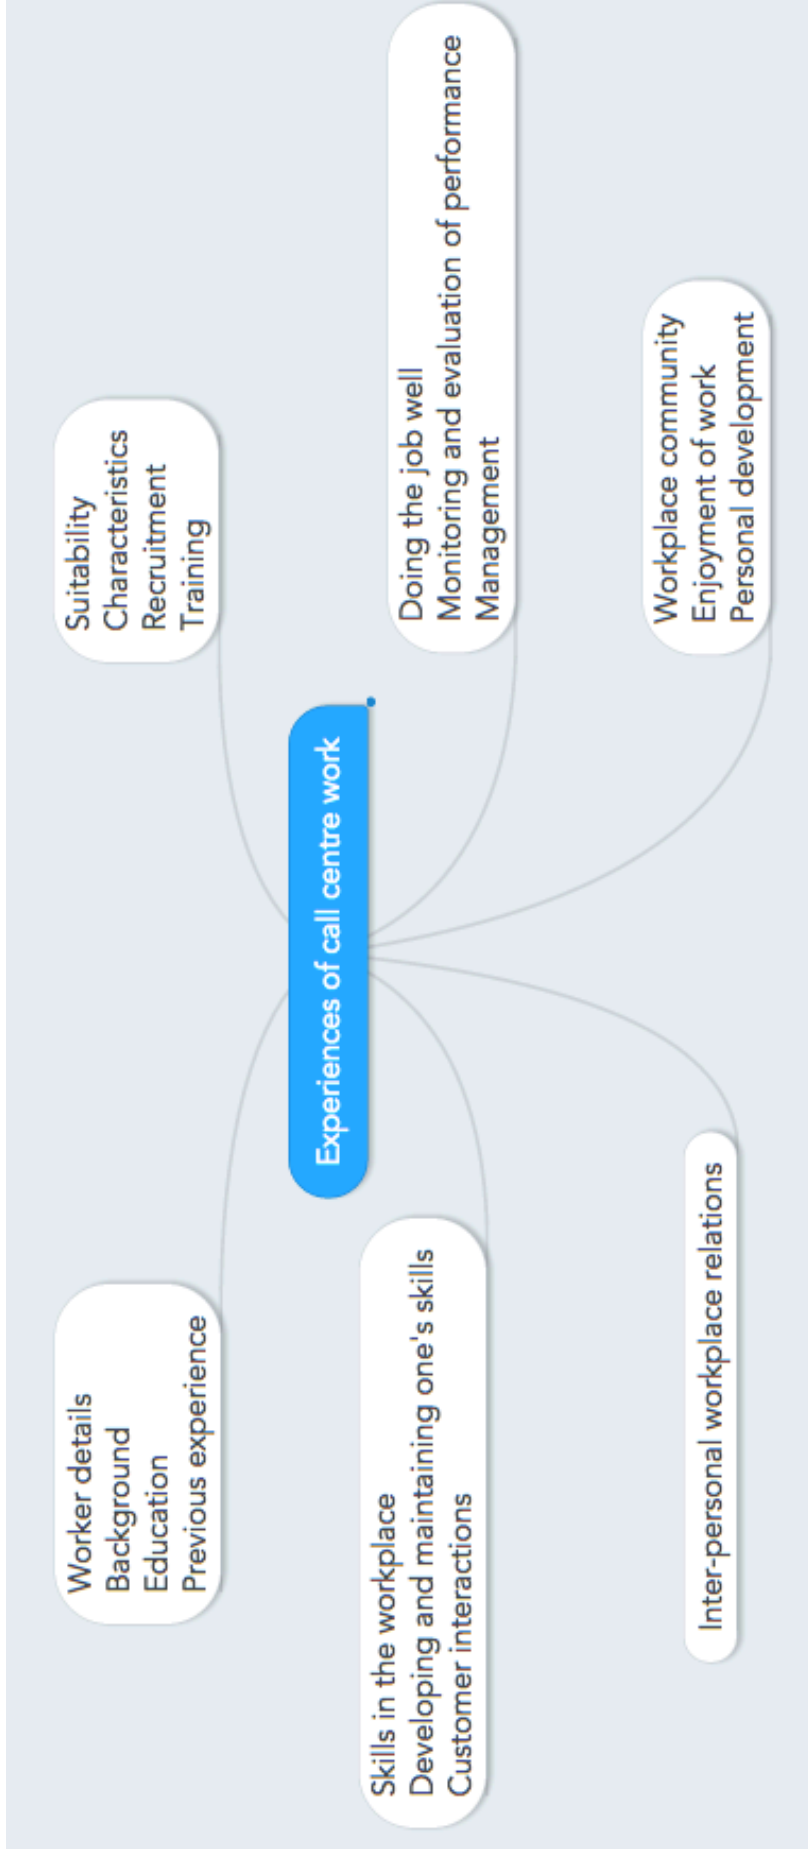 Worker details
Background
Education
Previous experience
Suitability
Characteristics
Recruitment
Training
Experiences of call centre work
Skills in the workplace
Developing and maintaining one's skills
Customer interactions
Doing the job well
Monitoring and evaluation of performance
Management
Inter-personal workplace relations
Workplace community
Enjoyment of work
Personal development